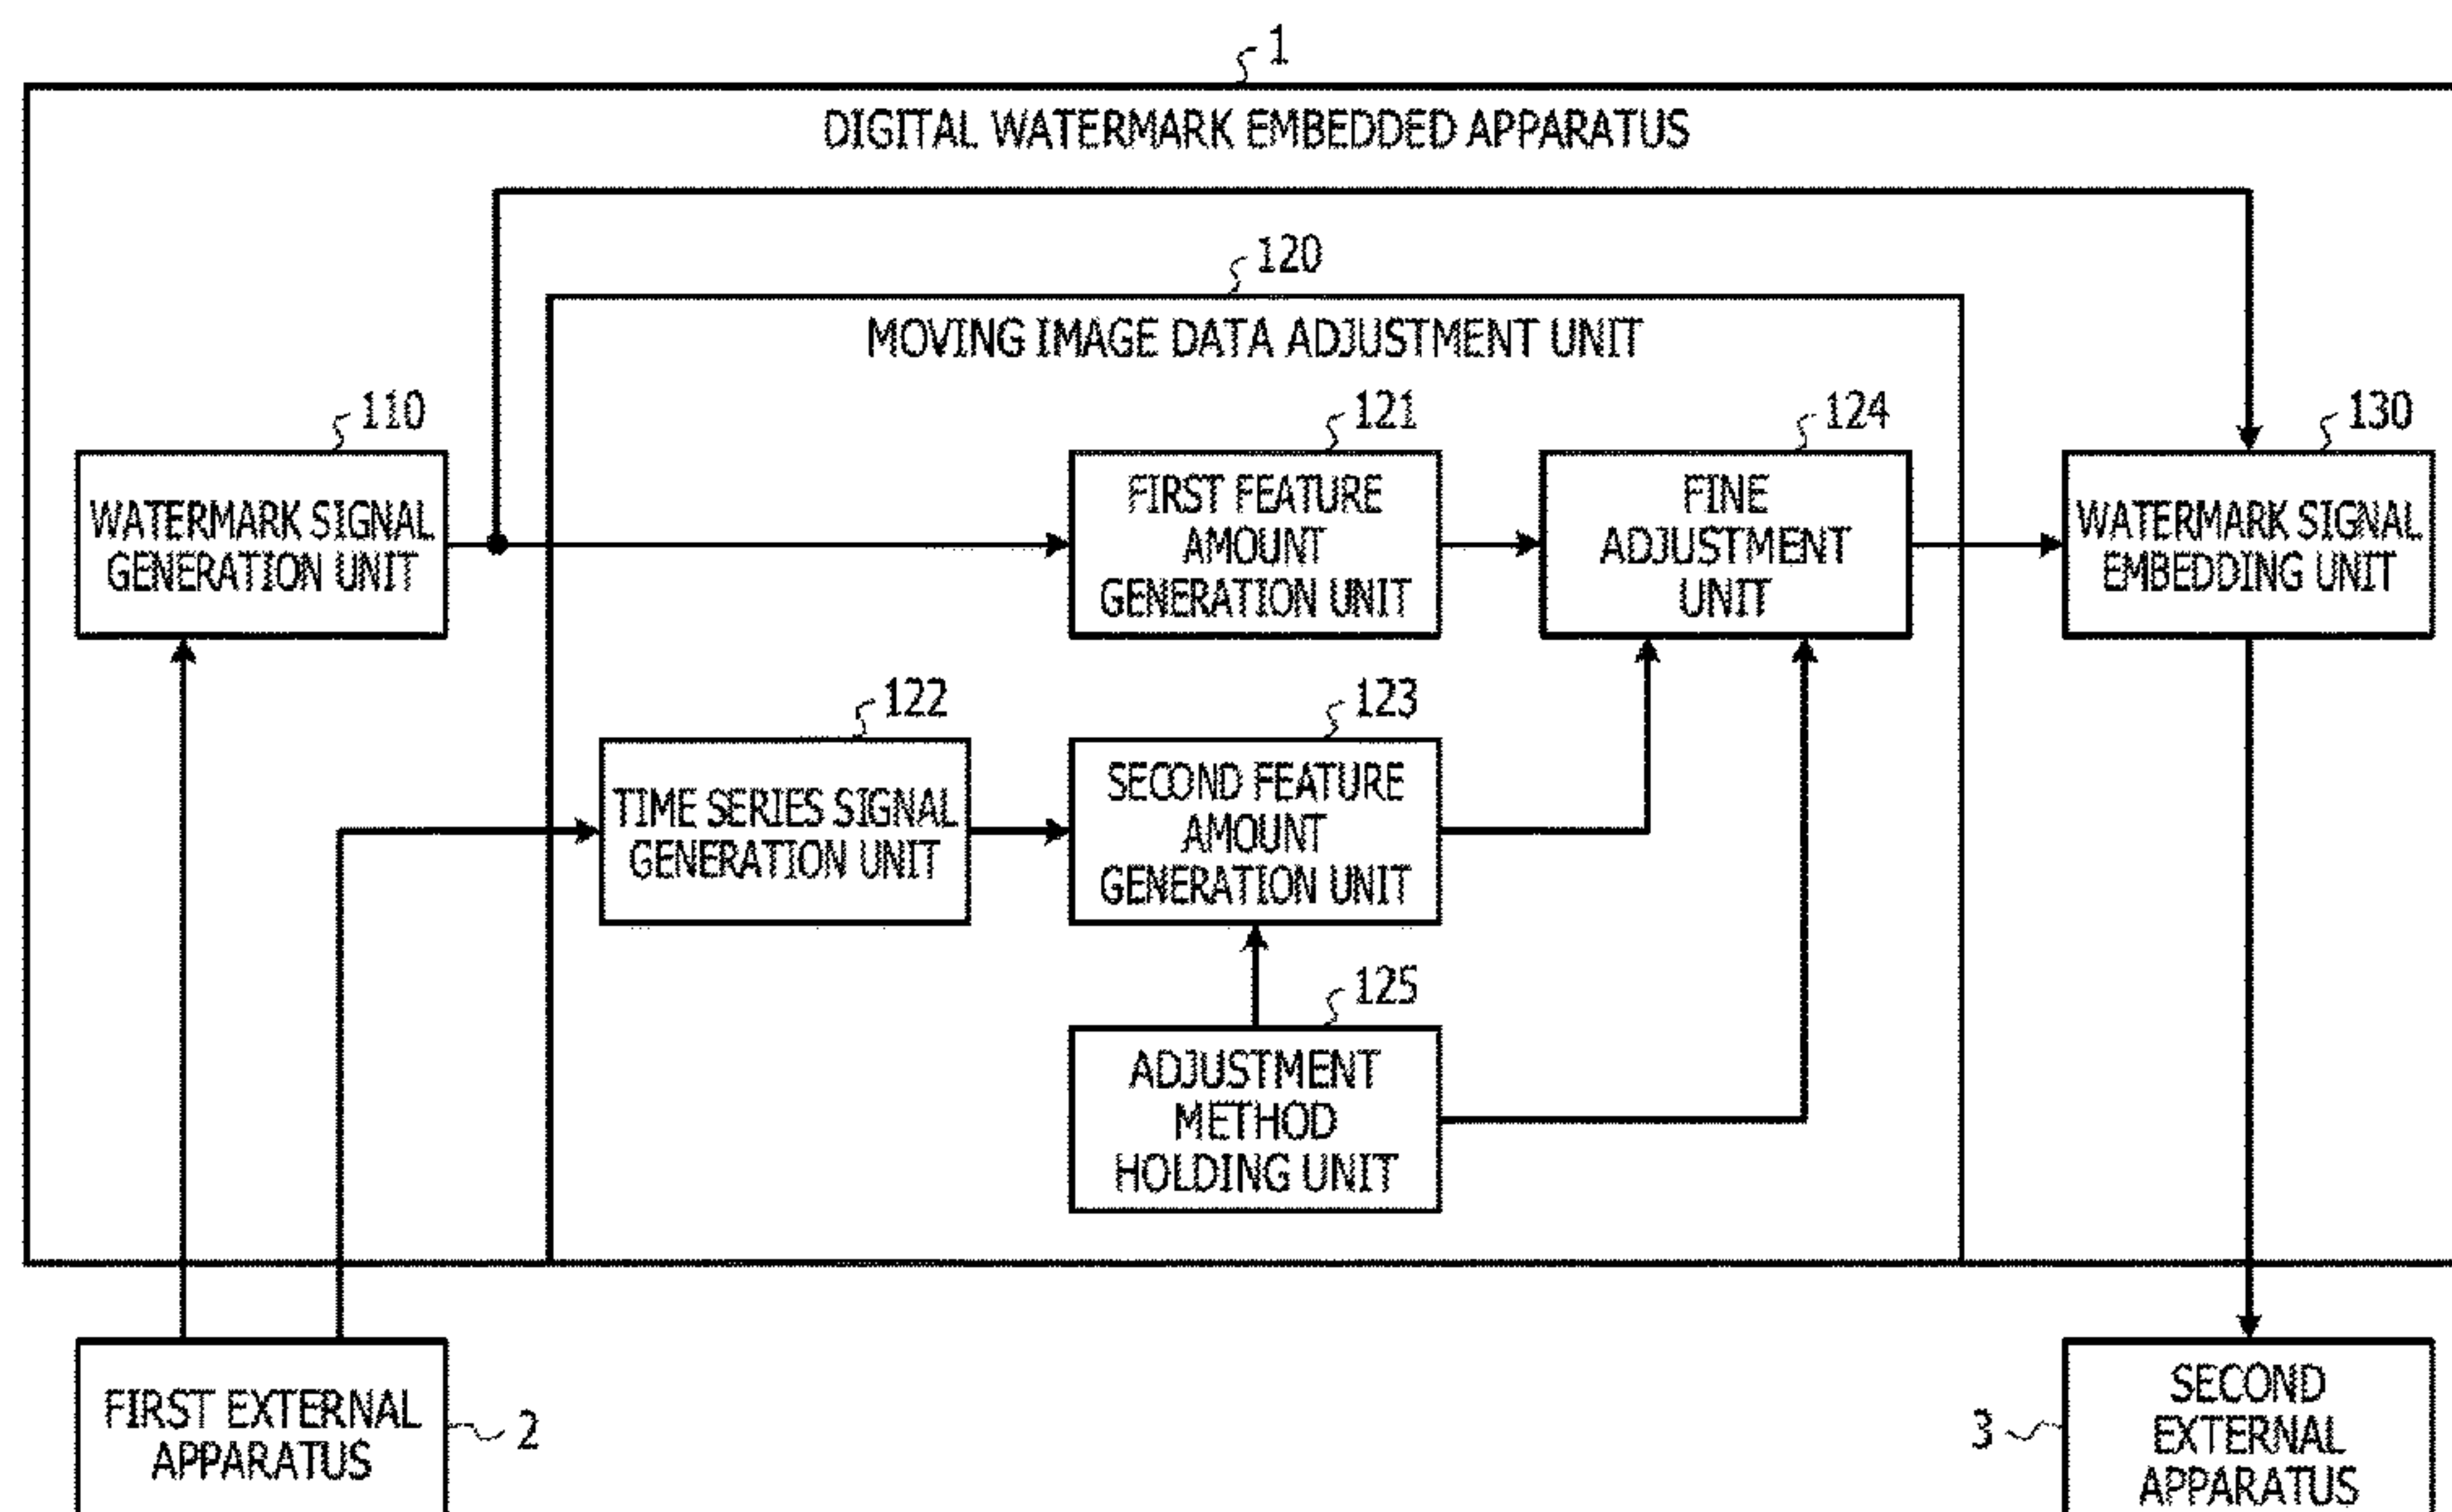 1
DIGITAL WATERMARK EMBEDDED APPARATUS
120
MOVING IMAGE DATA ADJUSTMENT UNIT
110
WATERMARK SIGNAL
GENERATION UNIT
121
FIRST FEATURE
AMOUNT
GENERATION UNIT
124
FINE
ADJUSTMENT
UNIT
130
WATERMARK SIGNAL
EMBEDDING UNIT
122
TIME SERIES SIGNAL
GENERATION UNIT
123
SECOND FEATURE
AMOUNT
GENERATION UNIT
125
ADJUSTMENT
METHOD
HOLDING UNIT
FIRST EXTERNAL
APPARATUS
2
3
SECOND
EXTERNAL
APPARATUS